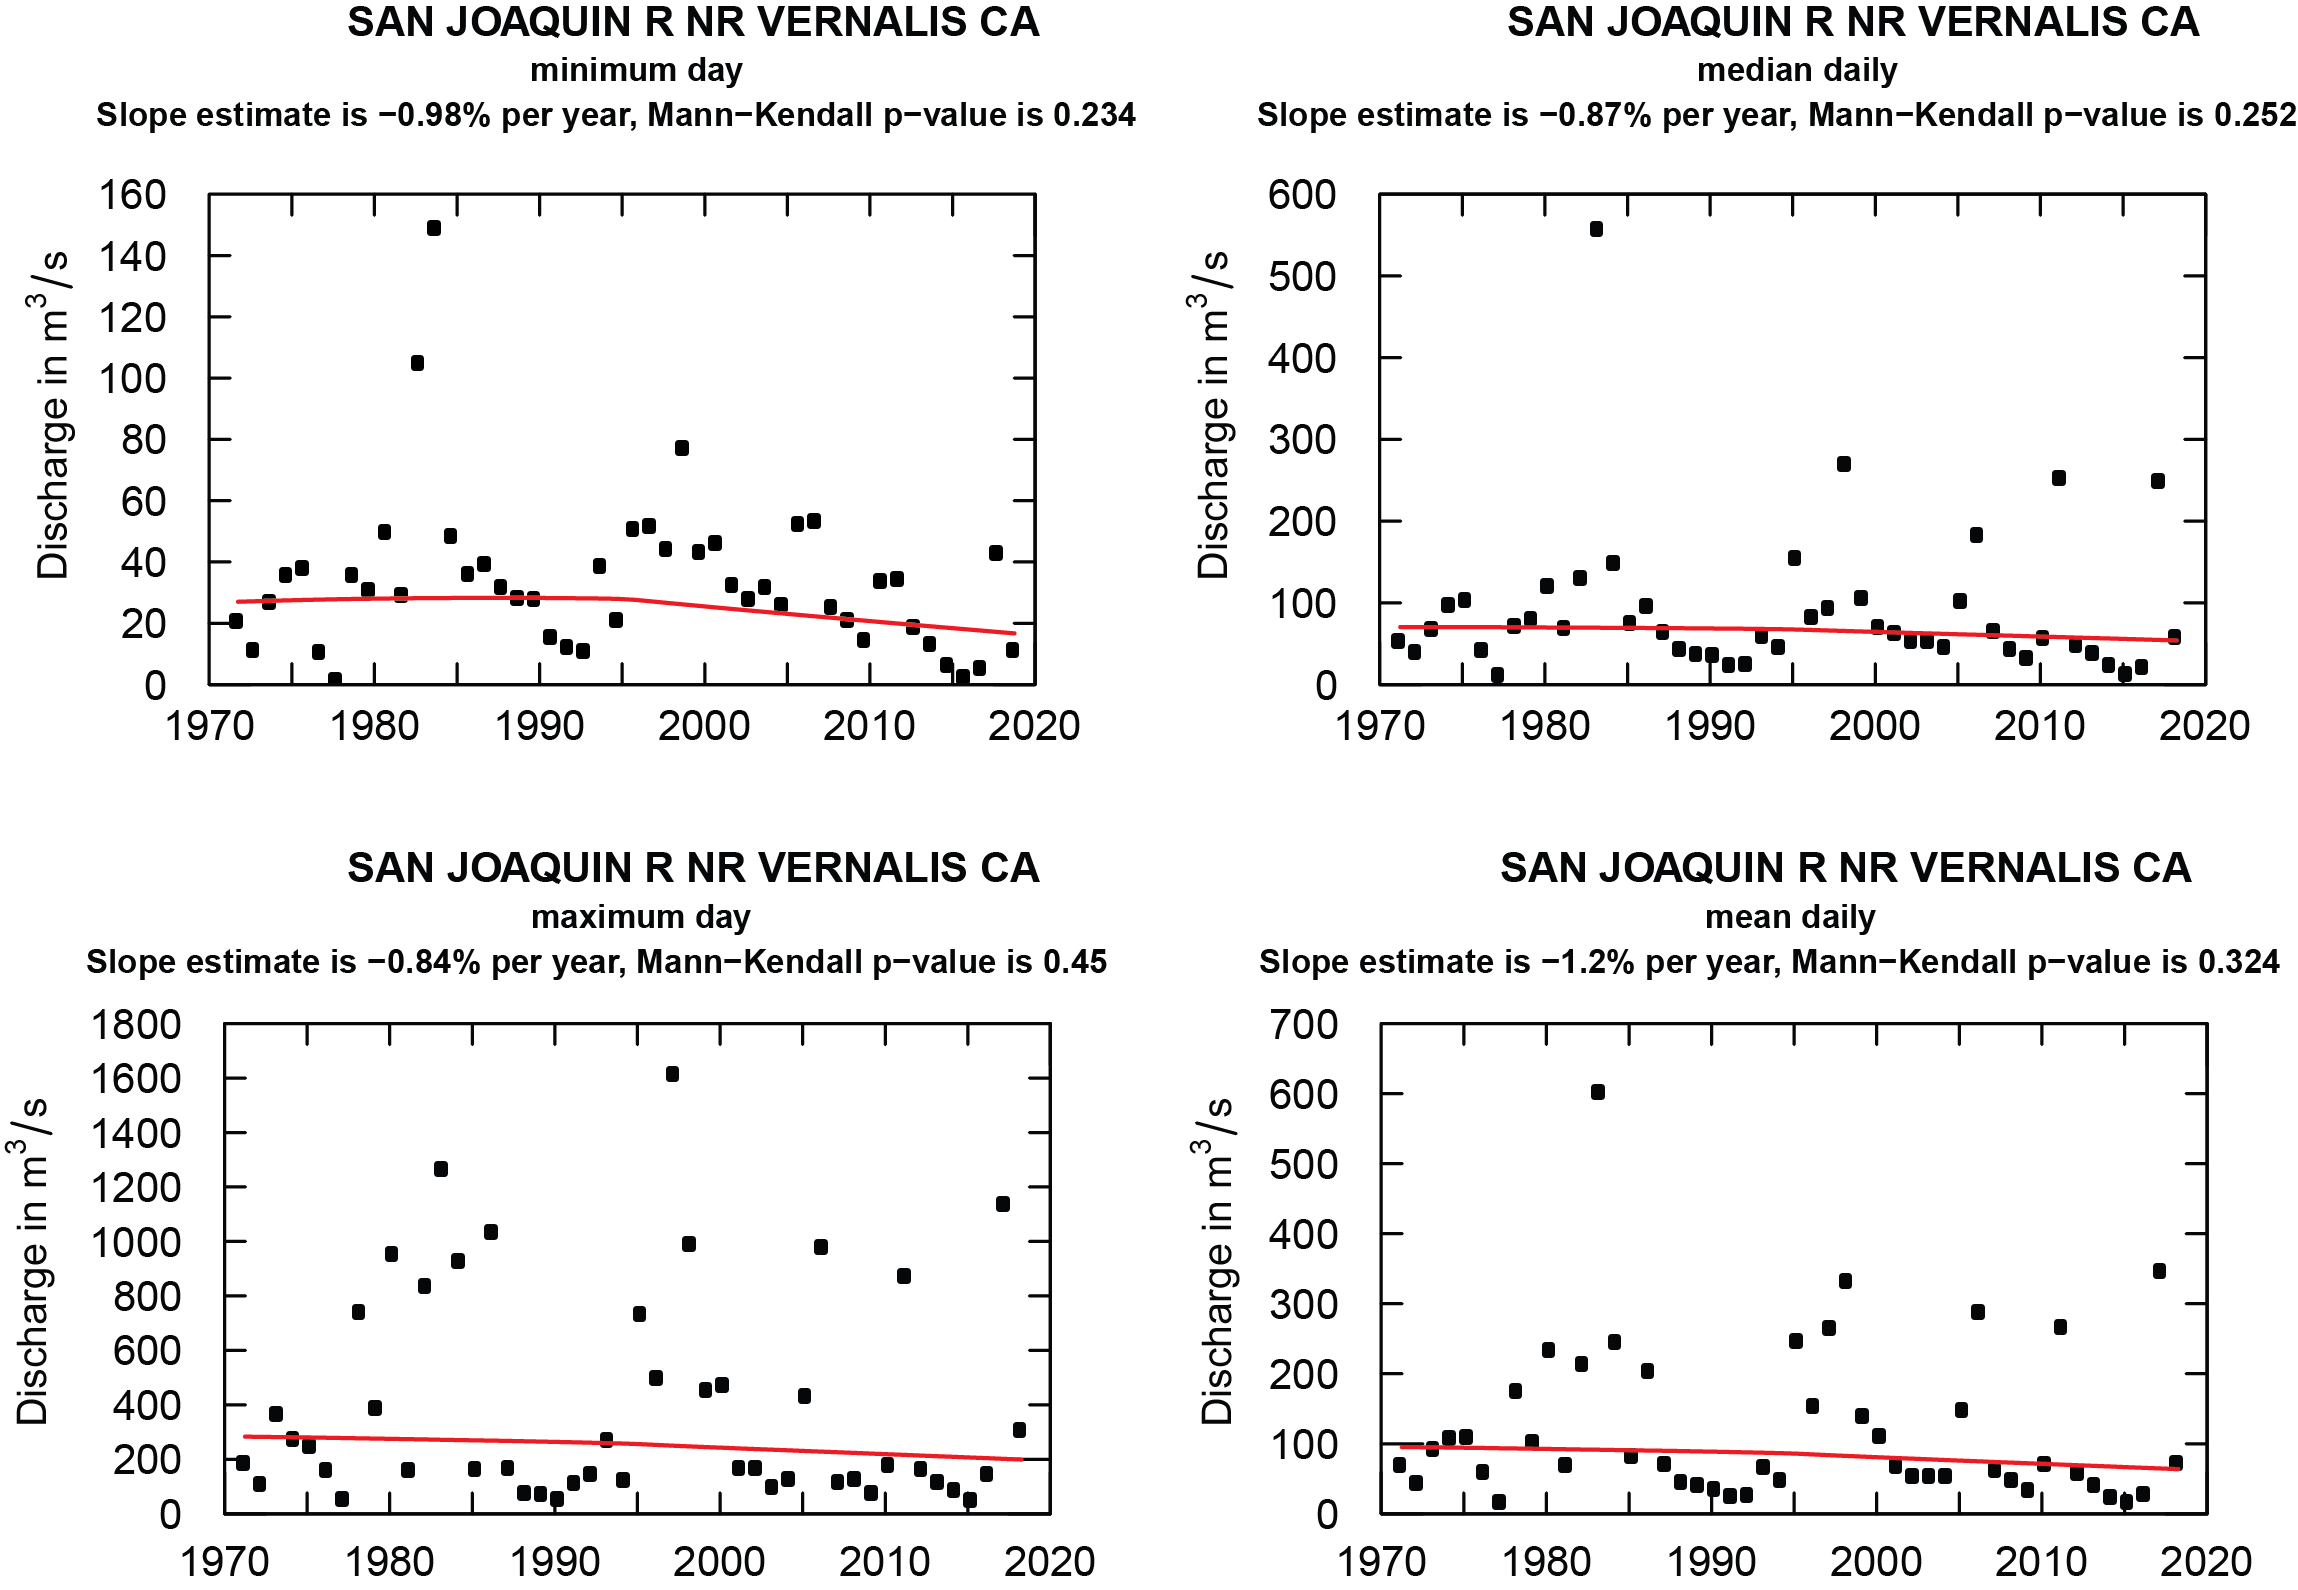 SAN JOAQUIN R NR VERNALIS CA
minimum day
Slope estimate is −0.98% per year, Mann−Kendall p−value is 0.234
Discharge in m³/s
160
140
120
100
80
60
40
20
0
1970 1980 1990 2000 2010 2020
SAN JOAQUIN R NR VERNALIS CA
median daily
Slope estimate is −0.87% per year, Mann−Kendall p−value is 0.252
Discharge in m³/s
600
500
400
300
200
100
0
1970 1980 1990 2000 2010 2020
SAN JOAQUIN R NR VERNALIS CA
maximum day
Slope estimate is −0.84% per year, Mann−Kendall p−value is 0.45
Discharge in m³/s
1800
1600
1400
1200
1000
800
600
400
200
0
1970 1980 1990 2000 2010 2020
SAN JOAQUIN R NR VERNALIS CA
mean daily
Slope estimate is −1.2% per year, Mann−Kendall p−value is 0.324
Discharge in m³/s
700
600
500
400
300
200
100
0
1970 1980 1990 2000 2010 2020